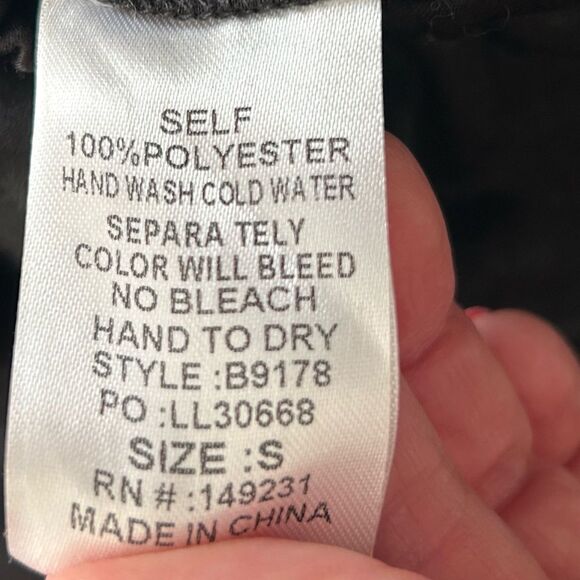 SELF
100%POLYESTER
HAND WASH COLD WATER
SEPARA TELY
COLOR WILL BLEED
NO BLEACH
HAND TO DRY
STYLE :B9178
PO :LL30668
SIZE :S
RN # :149231
MADE IN CHINA